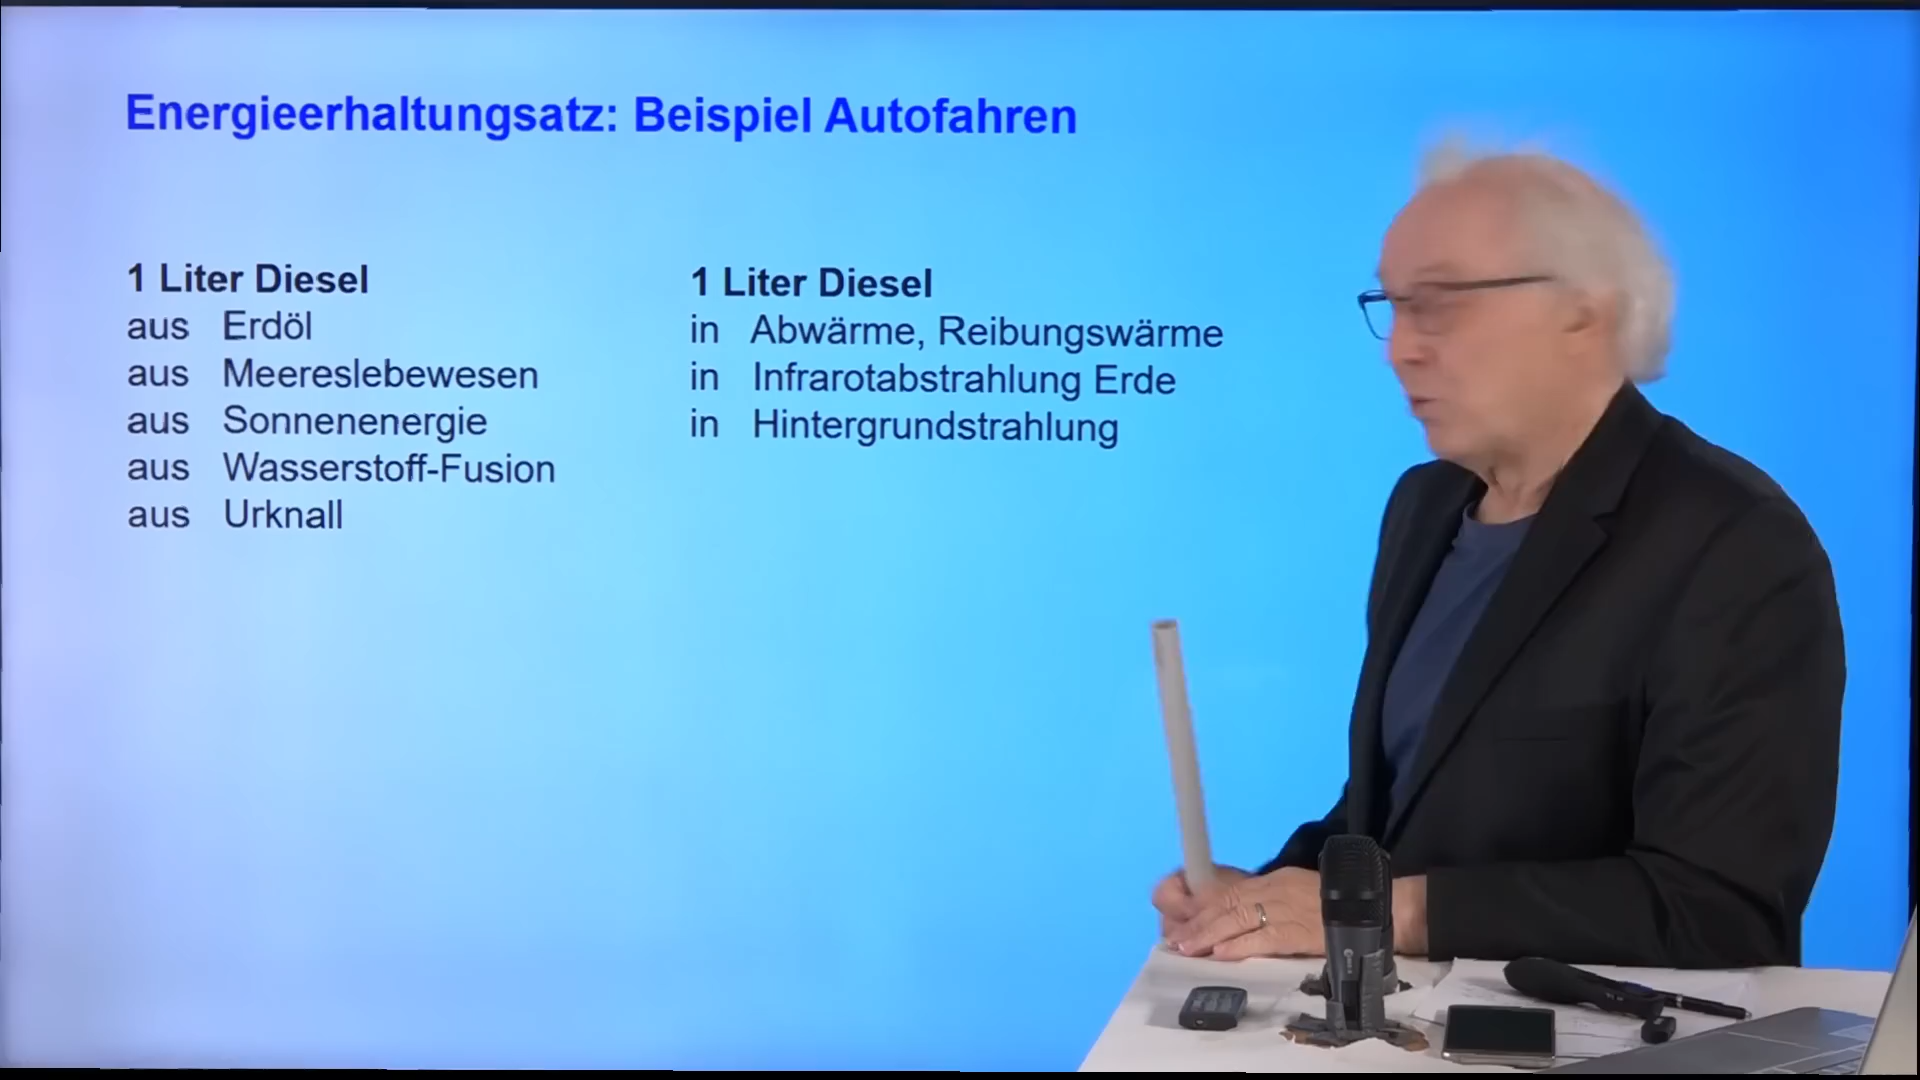 Energieerhaltungsatz: Beispiel Autofahren
1 Liter Diesel
aus Erdöl
aus Meereslebewesen
aus Sonnenenergie
aus Wasserstoff-Fusion
aus Urknall
1 Liter Diesel
in Abwärme, Reibungswärme
in Infrarotabstrahlung Erde
in Hintergrundstrahlung